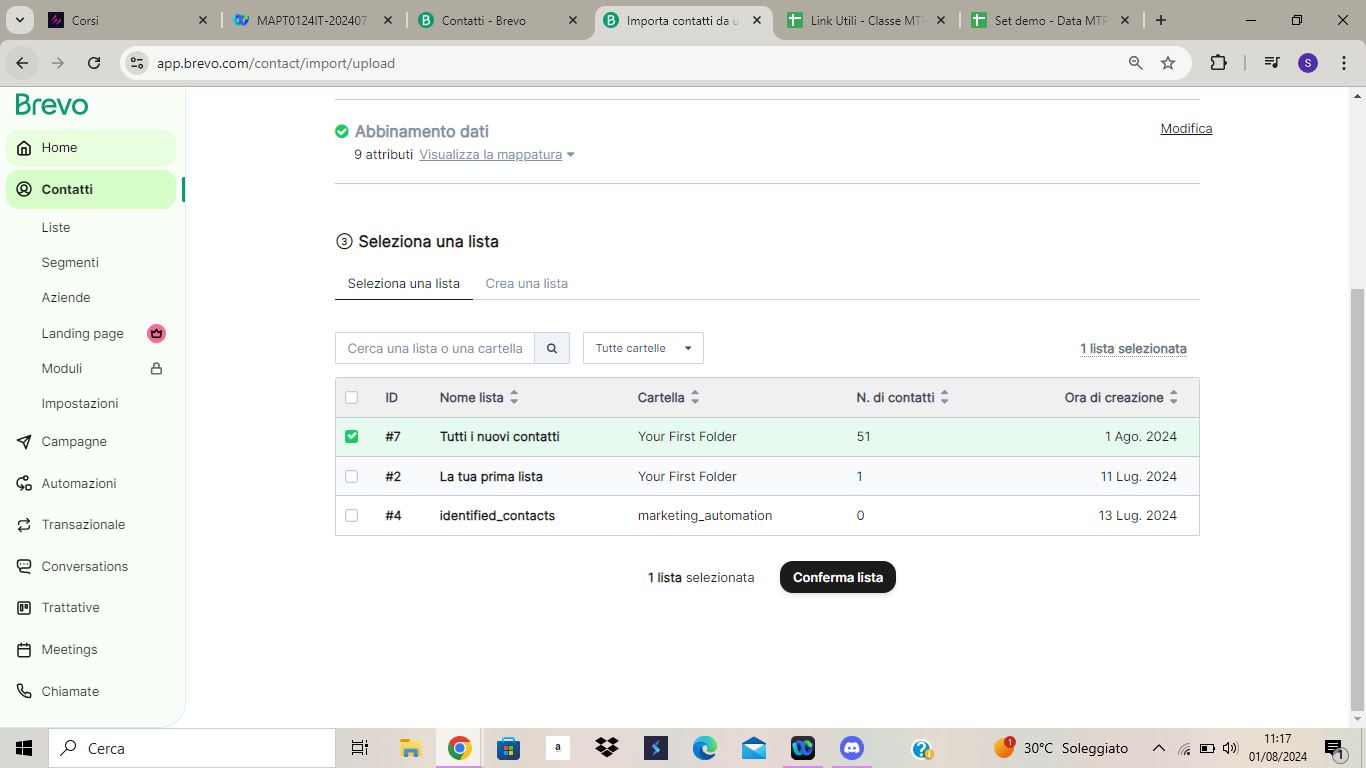 Corsi
MAPT0124IT-20240
Contatti - Brevo
Importa contatti da u
Link Utili - Classe MT
Set demo - Data MTP
app.brevo.com/contact/import/upload
S
Brevo
Home
Contatti
Liste
Segmenti
Aziende
Landing page
Moduli
Impostazioni
Campagne
Automazioni
Transazionale
Conversations
Trattative
Meetings
Chiamate
Abbinamento dati
Modifica
9 attributi Visualizza la mappatura
3 Seleziona una lista
Seleziona una lista Crea una lista
Cerca una lista o una cartella Tutte cartelle 1 lista selezionata
ID Nome lista Cartella N. di contatti Ora di creazione
#7 Tutti i nuovi contatti Your First Folder 51 1 Ago. 2024
#2 La tua prima lista Your First Folder 1 11 Lug. 2024
#4 identified_contacts marketing_automation 0 13 Lug. 2024
1 lista selezionata Conferma lista
Cerca
a
1
30°C Soleggiato
11:17
01/08/2024
1